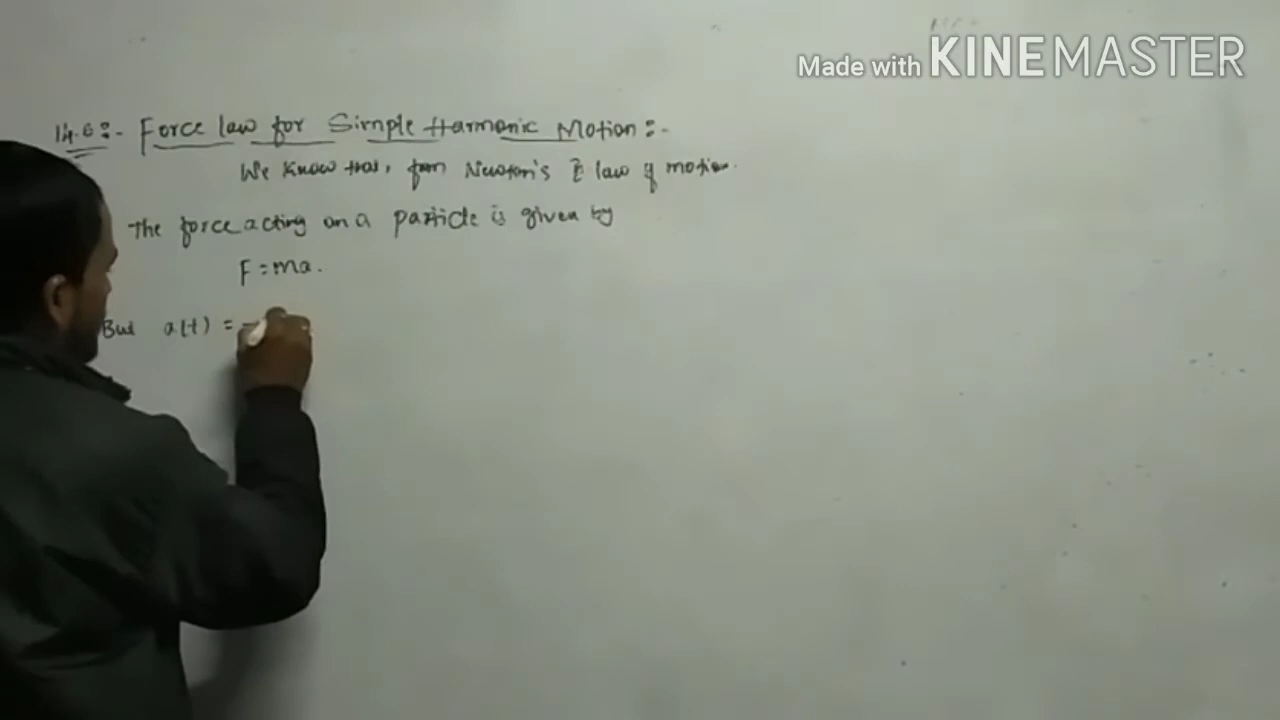 Made with KINEMASTER
14.6:- Force law for Simple Harmonic Motion:-
We know that, from Newton's law of motion.
The force acting on a particle is given by
F = ma.
But a(t) = -